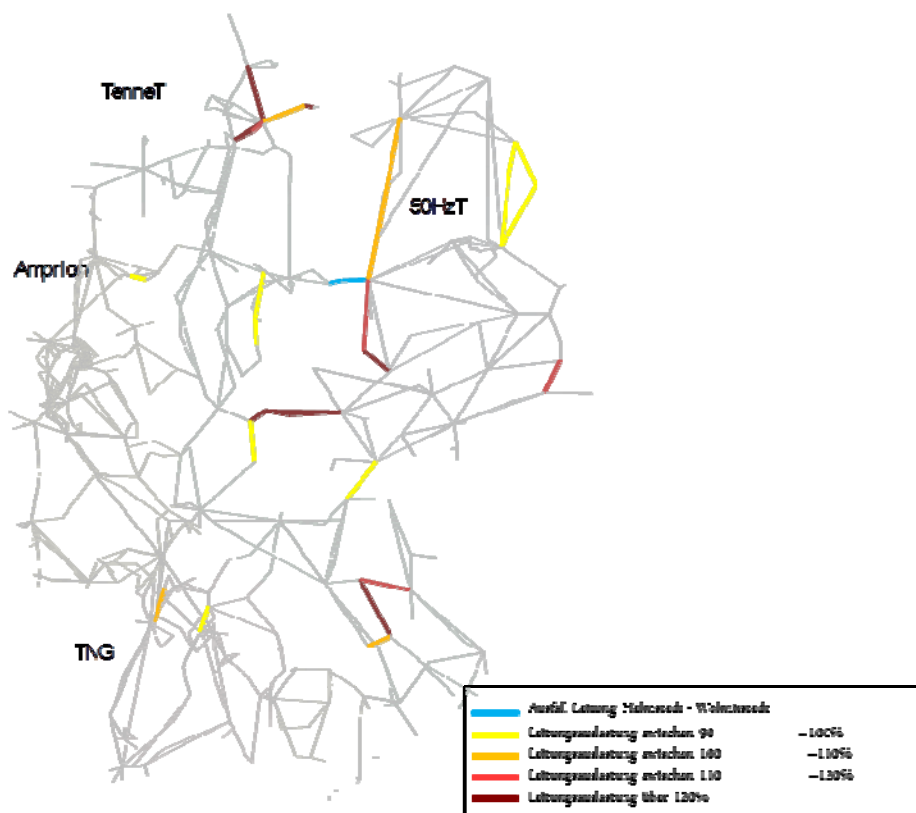 TenneT
50HzT
Amprion
TNG
Ausfall Leitung -
Leitungsauslastung zwischen 90 -100%
Leitungsauslastung zwischen 100 -110%
Leitungsauslastung zwischen 110 -120%
Leitungsauslastung über 120%